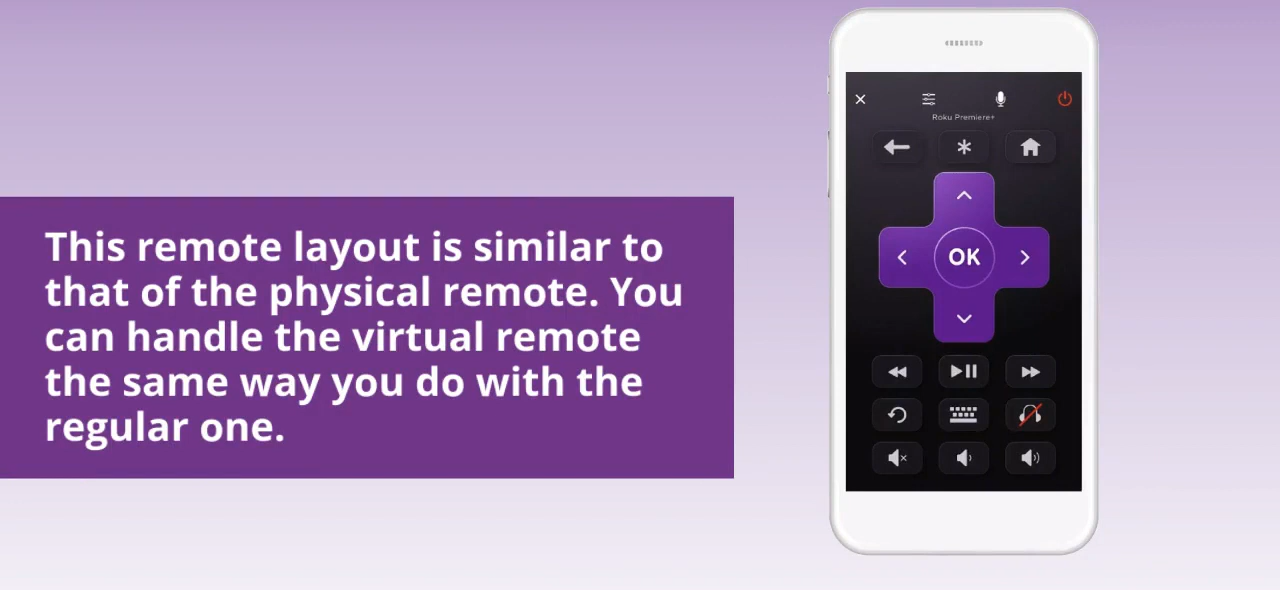 This remote layout is similar to
that of the physical remote. You
can handle the virtual remote
the same way you do with the
regular one.
Roku Premiere+
OK